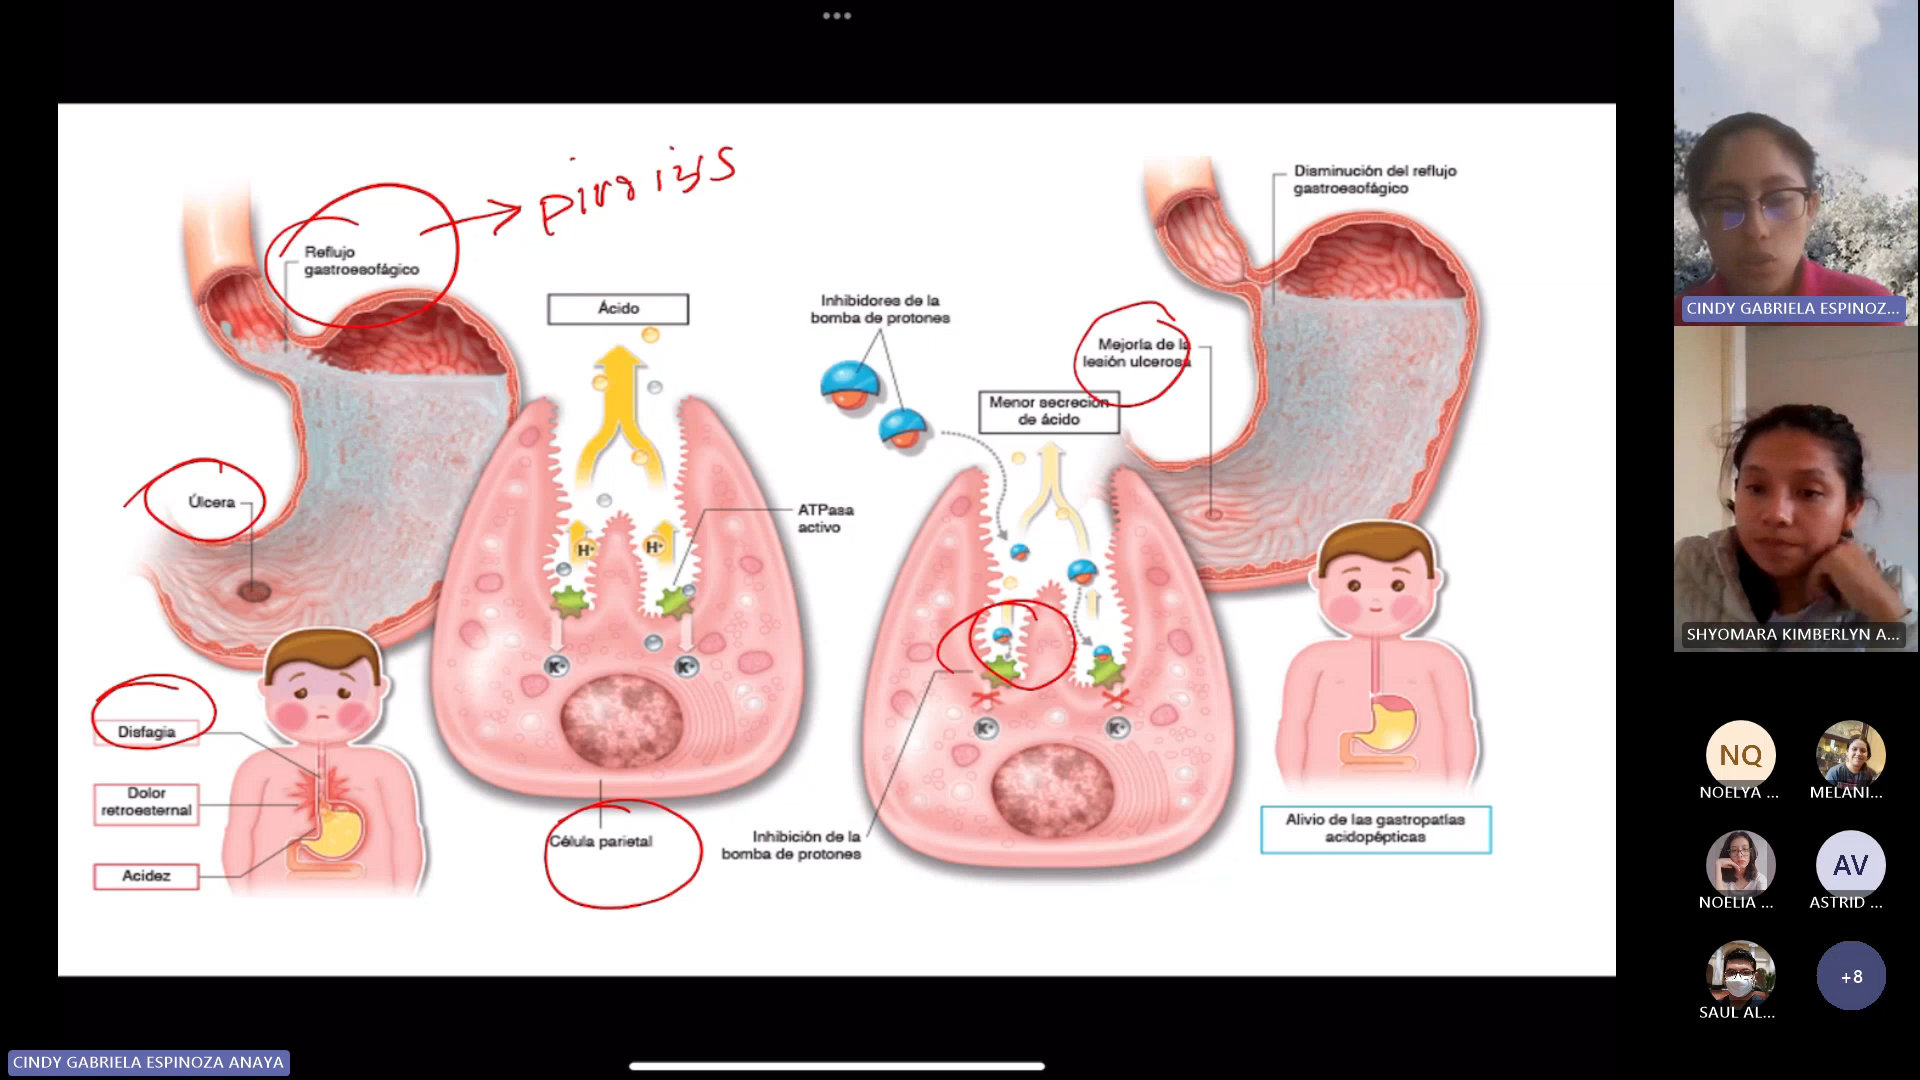 pirosis
Reflujo
gastroesofágico
Ácido
Úlcera
ATPasa
activo
H⁺
H⁺
K⁺
K⁺
Disfagia
Dolor
retroesternal
Acidez
Célula parietal
Inhibidores de la
bomba de protones
Menor secreción
de ácido
Mejoría de la
lesión ulcerosa
Disminución del reflujo
gastroesofágico
K⁺
K⁺
Inhibición de la
bomba de protones
Alivio de las gastropatías
acidopépticas
CINDY GABRIELA ESPINOZ...
SHYOMARA KIMBERLYN A...
NQ
NOELYA ...
MELANI...
NOELIA ...
AV
ASTRID ...
SAUL AL...
+8
CINDY GABRIELA ESPINOZA ANAYA